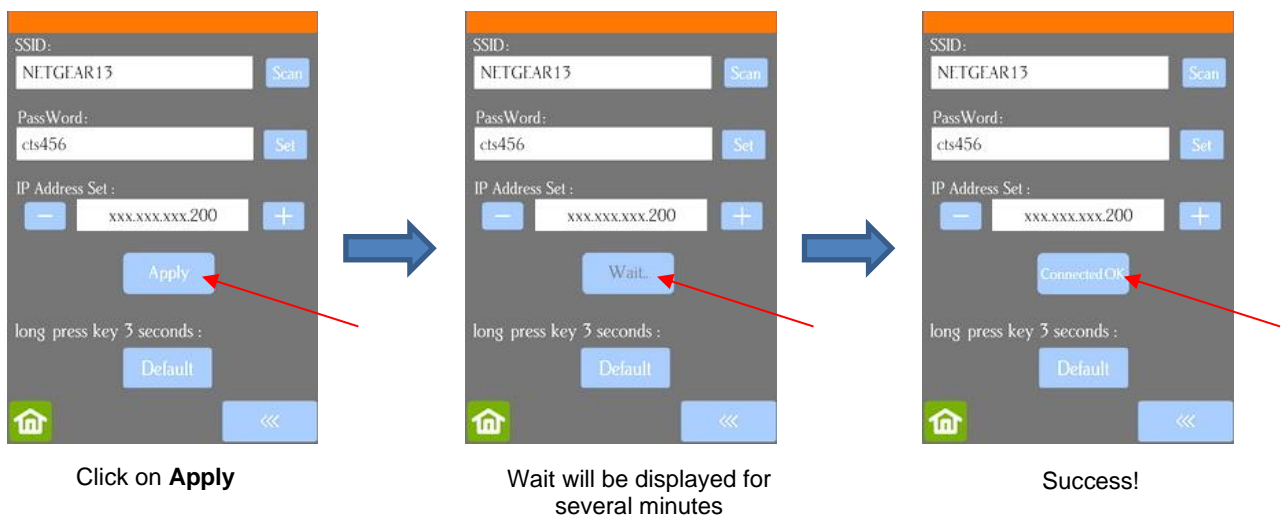 SSID:
NETGEAR13
Scan
PassWord:
cts456
Set
IP Address Set :
−
xxx.xxx.xxx.200
+
Apply
long press key 3 seconds :
Default
<<<
Click on Apply
SSID:
NETGEAR13
Scan
PassWord:
cts456
Set
IP Address Set :
−
xxx.xxx.xxx.200
+
Wait..
long press key 3 seconds :
Default
<<<
Wait will be displayed for
several minutes
SSID:
NETGEAR13
Scan
PassWord:
cts456
Set
IP Address Set :
−
xxx.xxx.xxx.200
+
Connected OK
long press key 3 seconds :
Default
<<<
Success!